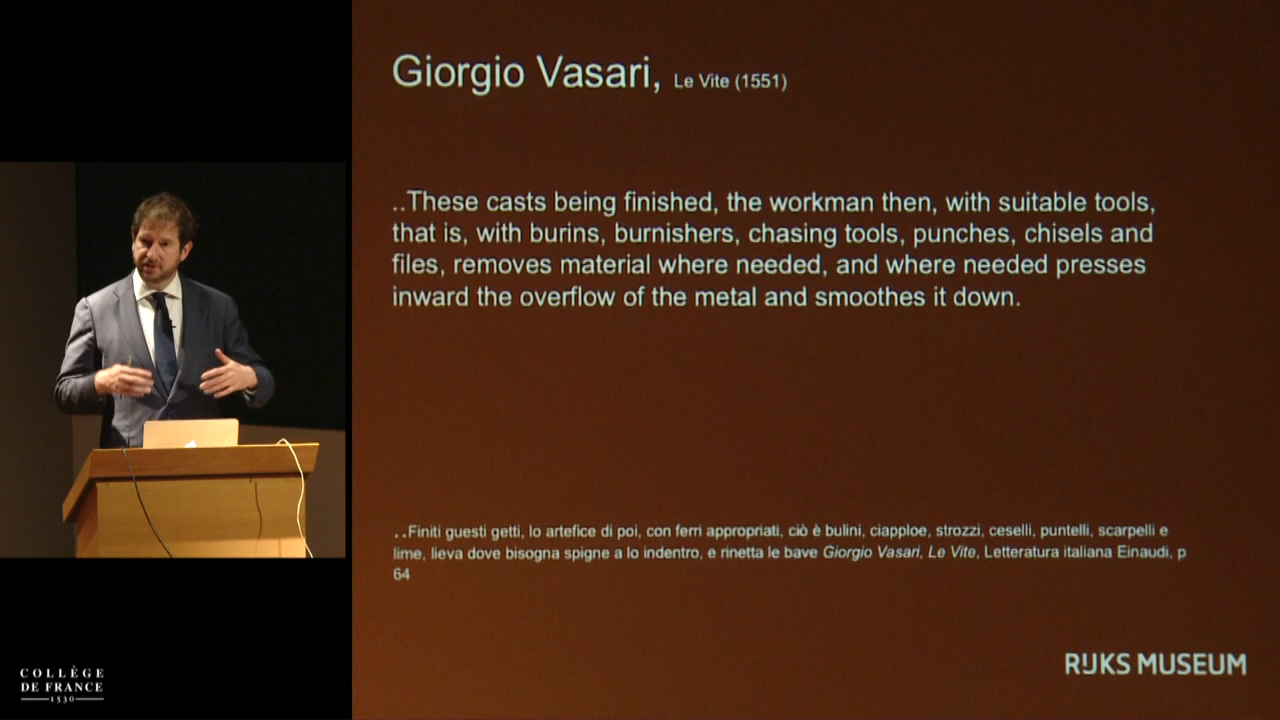 Giorgio Vasari, Le Vite (1551)
..These casts being finished, the workman then, with suitable tools,
that is, with burins, burnishers, chasing tools, punches, chisels and
files, removes material where needed, and where needed presses
inward the overflow of the metal and smoothes it down.
..Finiti guesti getti, lo artefice di poi, con ferri appropriati, ciò è bulini, ciapploe, strozzi, ceselli, puntelli, scarpelli e
lime, lieva dove bisogna spigne a lo indentro, e rinetta le bave Giorgio Vasari, Le Vite, Letteratura italiana Einaudi, p
64
RIJKS MUSEUM
COLLÈGE
DE FRANCE
1530